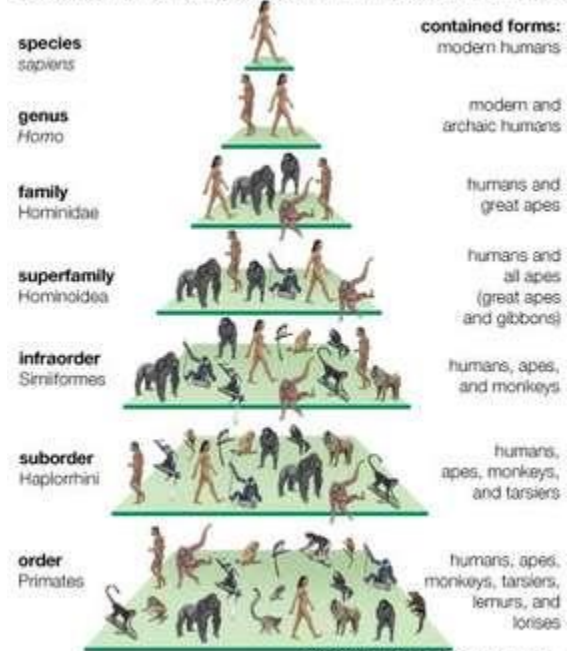 contained forms:
species
sapiens
modern humans
genus
Homo
modern and
archaic humans
family
Hominidae
humans and
great apes
superfamily
Hominoidea
humans and
all apes
(great apes
and gibbons)
infraorder
Simiiformes
humans, apes,
and monkeys
suborder
Haplorrhini
humans,
apes, monkeys,
and tarsiers
order
Primates
humans, apes,
monkeys, tarsiers,
lemurs, and
lorises